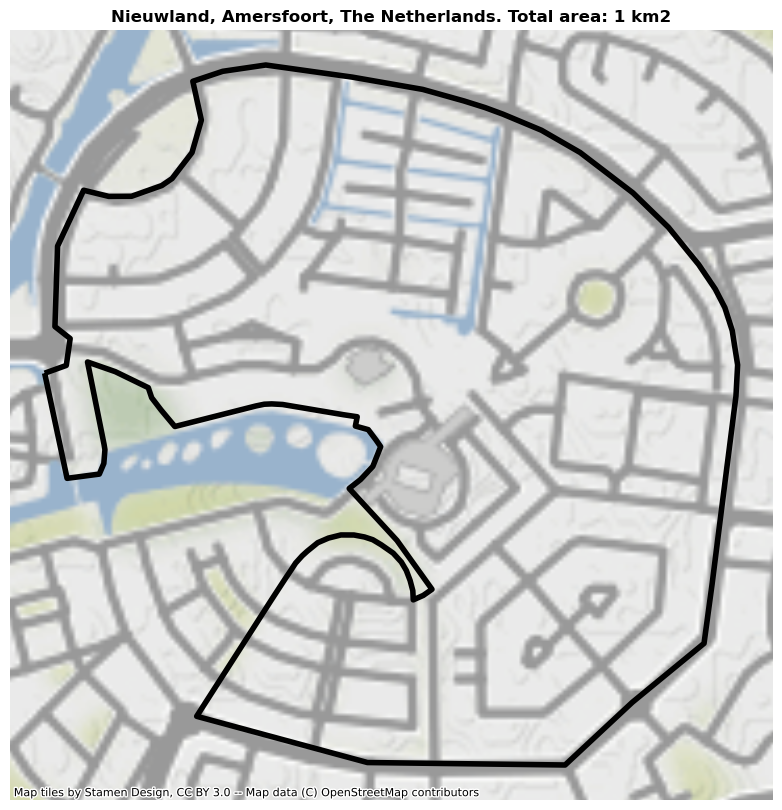 Nieuwland, Amersfoort, The Netherlands. Total area: 1 km2
Map tiles by Stamen Design, CC BY 3.0 -- Map data (C) OpenStreetMap contributors